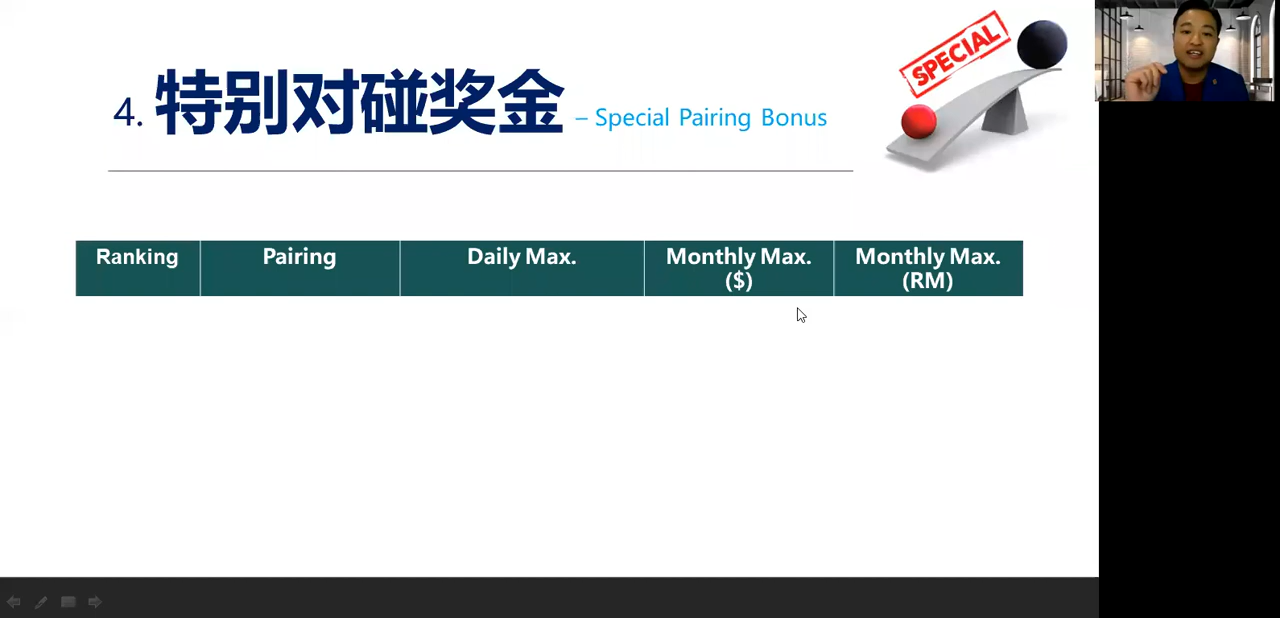 SPECIAL
4. 特别对碰奖金 – Special Pairing Bonus
Ranking
Pairing
Daily Max.
Monthly Max.
($)
Monthly Max.
(RM)